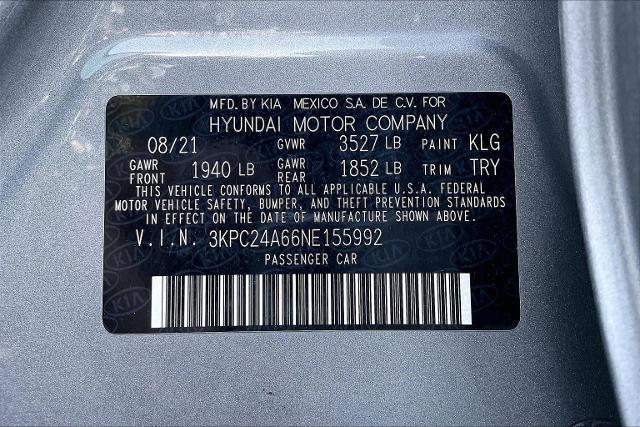 MFD. BY KIA MEXICO S.A. DE C.V. FOR
HYUNDAI MOTOR COMPANY
08/21 GVWR 3527 LB PAINT KLG
GAWR FRONT 1940 LB GAWR REAR 1852 LB TRIM TRY
THIS VEHICLE CONFORMS TO ALL APPLICABLE U.S.A. FEDERAL
MOTOR VEHICLE SAFETY, BUMPER, AND THEFT PREVENTION STANDARDS
IN EFFECT ON THE DATE OF MANUFACTURE SHOWN ABOVE.
V.I.N. 3KPC24A66NE155992
PASSENGER CAR